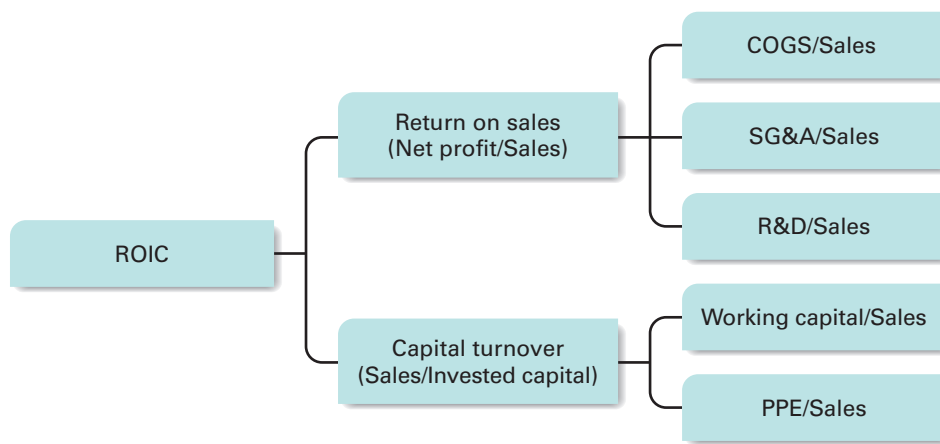 ROIC
Return on sales
(Net profit/Sales)
COGS/Sales
SG&A/Sales
R&D/Sales
Capital turnover
(Sales/Invested capital)
Working capital/Sales
PPE/Sales